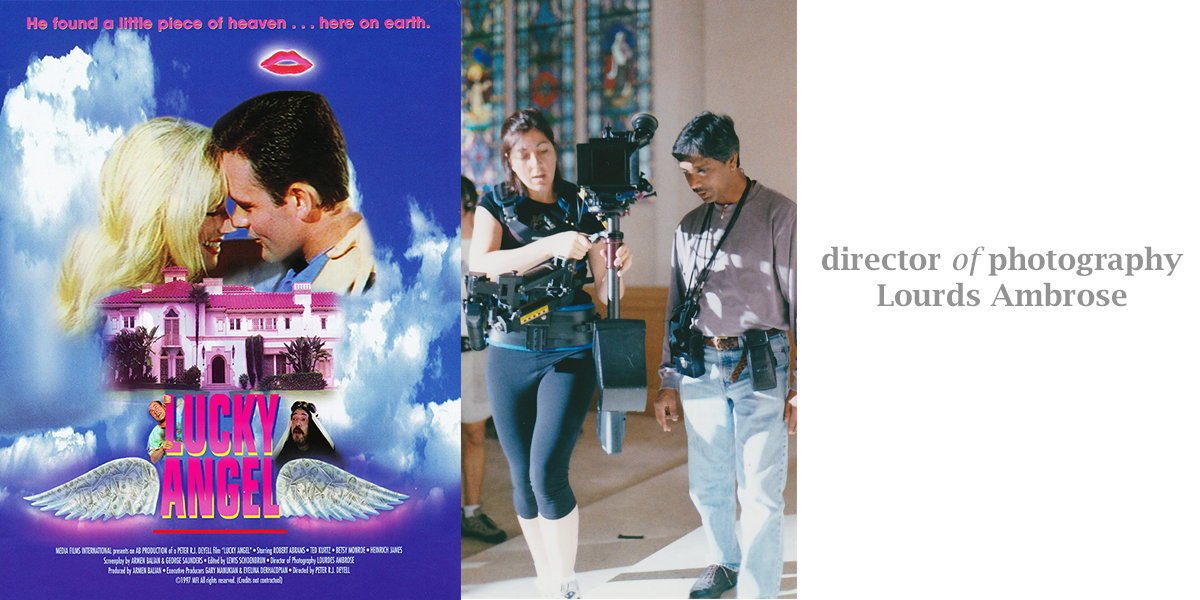 He found a little piece of heaven . . . here on earth.
LUCKY
ANGEL
MEDIA FILMS INTERNATIONAL presents an AB PRODUCTION of a PETER R.J. DEYELL film "LUCKY ANGEL" • Starring ROBERT ABRAMS • TED KURTZ • BETSY MONROE • HEINRICH JAMES
Screenplay by ARMEN BALIAN & GEORGE SAUNDERS • Edited by LEWIS SCHOENBRUN • Director of Photography LOURDES AMBROSE
Produced by ARMEN BALIAN • Executive Producers GARY MANUKIAN & EVELINA DERHACOPIAN • Directed by PETER R.J. DEYELL
©1997 MFI All rights reserved. (Credits not contractual)
director of photography
Lourds Ambrose